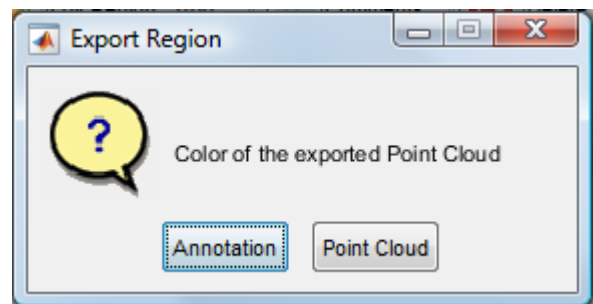 Export Region
?
Color of the exported Point Cloud
Annotation
Point Cloud